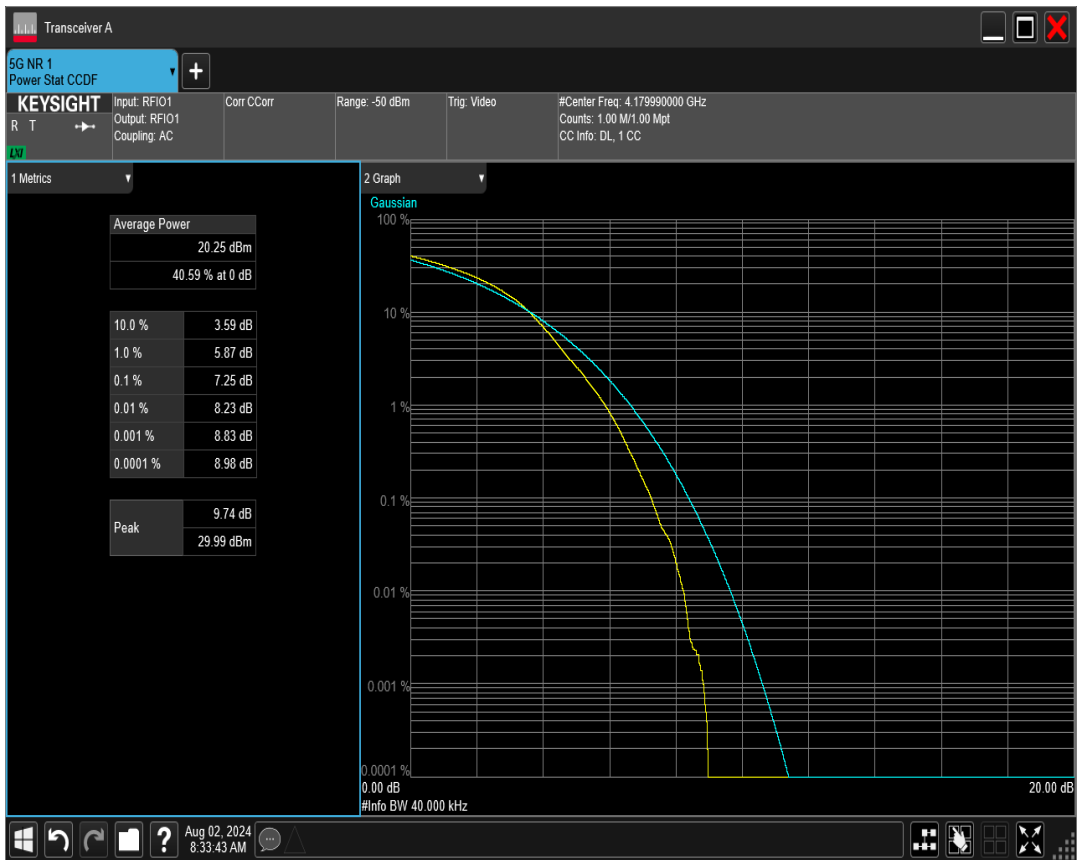 Transceiver A
5G NR 1
Power Stat CCDF
KEYSIGHT
R T
LXI
Input: RFIO1
Output: RFIO1
Coupling: AC
Corr CCorr
Range: -50 dBm
Trig: Video
#Center Freq: 4.179990000 GHz
Counts: 1.00 M/1.00 Mpt
CC Info: DL, 1 CC
1 Metrics
Average Power
20.25 dBm
40.59 % at 0 dB
10.0 % 3.59 dB
1.0 % 5.87 dB
0.1 % 7.25 dB
0.01 % 8.23 dB
0.001 % 8.83 dB
0.0001 % 8.98 dB
Peak
9.74 dB
29.99 dBm
2 Graph
Gaussian
100 %
10 %
1 %
0.1 %
0.01 %
0.001 %
0.0001 %
0.00 dB
20.00 dB
#Info BW 40.000 kHz
?
Aug 02, 2024
8:33:43 AM